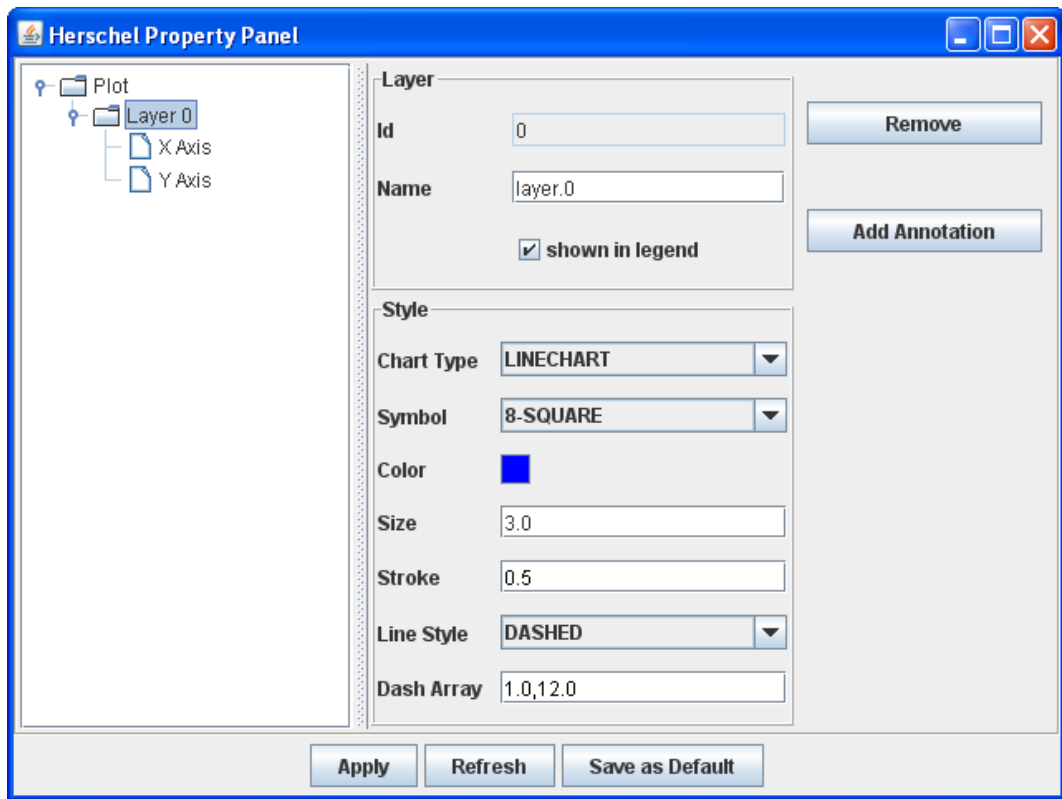 Herschel Property Panel
Plot
Layer 0
X Axis
Y Axis
Layer
Id 0
Name layer.0
shown in legend
Style
Chart Type LINECHART
Symbol 8-SQUARE
Color
Size 3.0
Stroke 0.5
Line Style DASHED
Dash Array 1.0,12.0
Remove
Add Annotation
Apply Refresh Save as Default